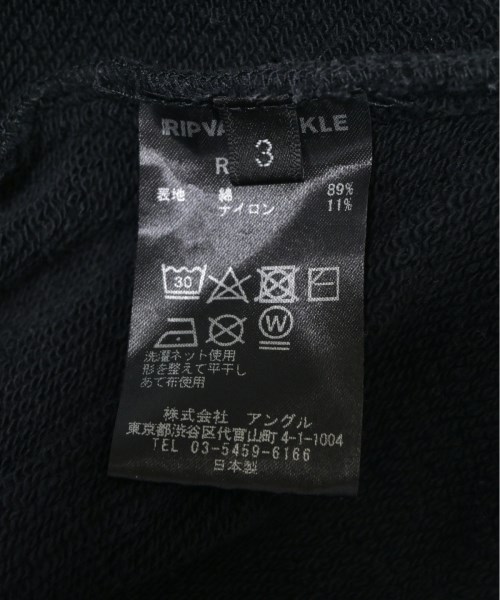 RIPVA KLE
R
3
表地 綿 89%
ナイロン 11%
30
W
洗濯ネット使用
形を整えて平干し
あて布使用
株式会社 アングル
東京都渋谷区代官山町4-1-1004
TEL 03-5459-6166
日本製